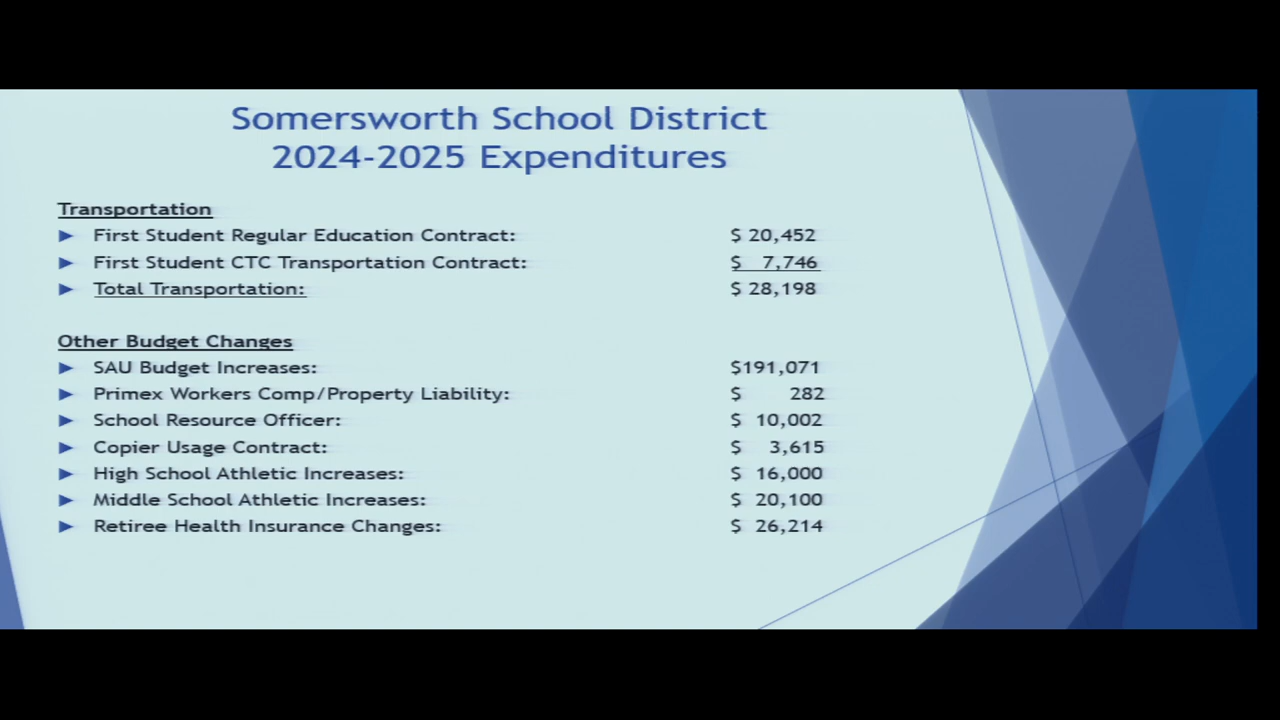 Somersworth School District
2024-2025 Expenditures
Transportation
First Student Regular Education Contract: $ 20,452
First Student CTC Transportation Contract: $ 7,746
Total Transportation: $ 28,198
Other Budget Changes
SAU Budget Increases: $191,071
Primex Workers Comp/Property Liability: $ 282
School Resource Officer: $ 10,002
Copier Usage Contract: $ 3,615
High School Athletic Increases: $ 16,000
Middle School Athletic Increases: $ 20,100
Retiree Health Insurance Changes: $ 26,214